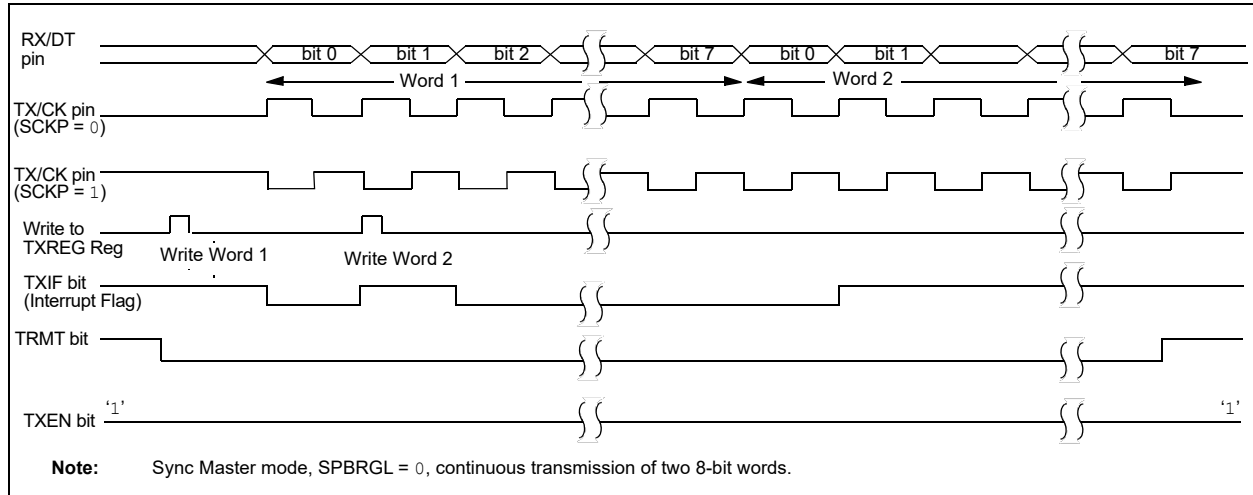 RX/DT
pin
bit 0 bit 1 bit 2 bit 7 bit 0 bit 1 bit 7
Word 1 Word 2
TX/CK pin
(SCKP = 0)
TX/CK pin
(SCKP = 1)
Write to
TXREG Reg
Write Word 1 Write Word 2
TXIF bit
(Interrupt Flag)
TRMT bit
TXEN bit ‘1’ ‘1’
Note: Sync Master mode, SPBRGL = 0, continuous transmission of two 8-bit words.